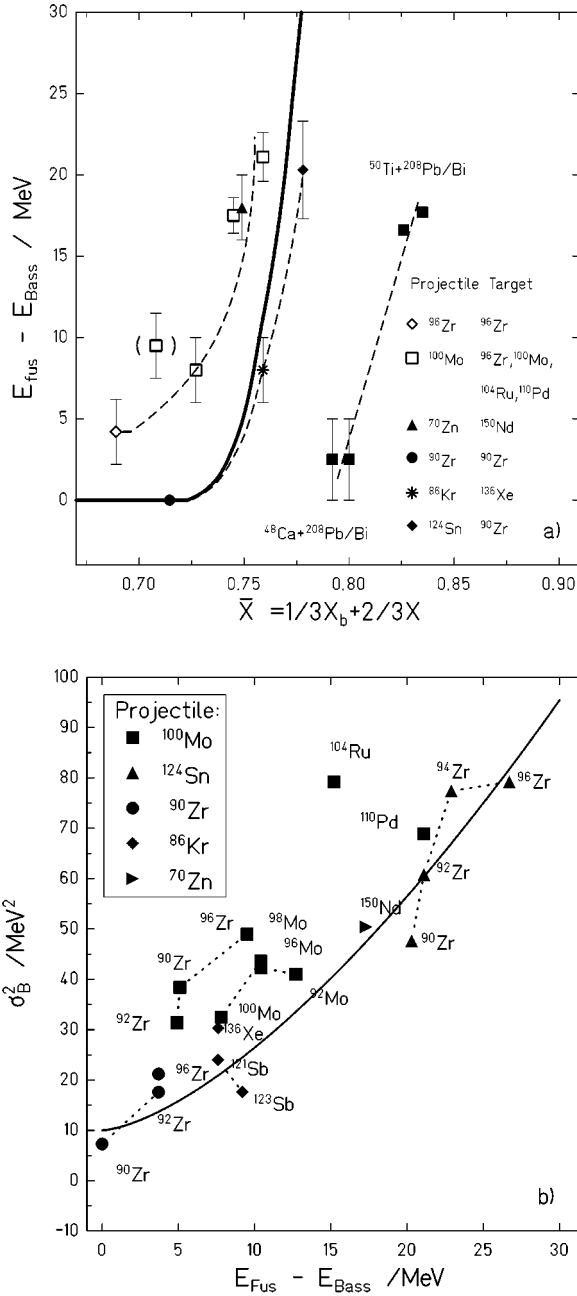 30
25
20
15
10
5
0
E_fus – E_Bass / MeV
( )
⁵⁰Ti+²⁰⁸Pb/Bi
Projectile Target
⁹⁶Zr ⁹⁶Zr
¹⁰⁰Mo ⁹⁶Zr,¹⁰⁰Mo,
¹⁰⁴Ru,¹¹⁰Pd
⁷⁰Zn ¹⁵⁰Nd
⁹⁰Zr ⁹⁰Zr
⁸⁶Kr ¹³⁶Xe
¹²⁴Sn ⁹⁰Zr
⁴⁸Ca+²⁰⁸Pb/Bi
a)
0.70 0.75 0.80 0.85 0.90
X̅ =1/3X_b+2/3X
100
90
80
70
60
50
40
30
20
10
0
-10
σ_B² /MeV²
Projectile:
¹⁰⁰Mo
¹²⁴Sn
⁹⁰Zr
⁸⁶Kr
⁷⁰Zn
¹⁰⁴Ru
⁹⁴Zr
⁹⁶Zr
¹¹⁰Pd
⁹²Zr
¹⁵⁰Nd
⁹⁰Zr
⁹⁶Zr
⁹⁸Mo
⁹⁶Mo
⁹⁰Zr
⁹²Mo
⁹²Zr
¹⁰⁰Mo
¹³⁶Xe
⁹⁶Zr
¹²¹Sb
¹²³Sb
⁹²Zr
⁹⁰Zr
b)
0 5 10 15 20 25 30
E_Fus – E_Bass /MeV